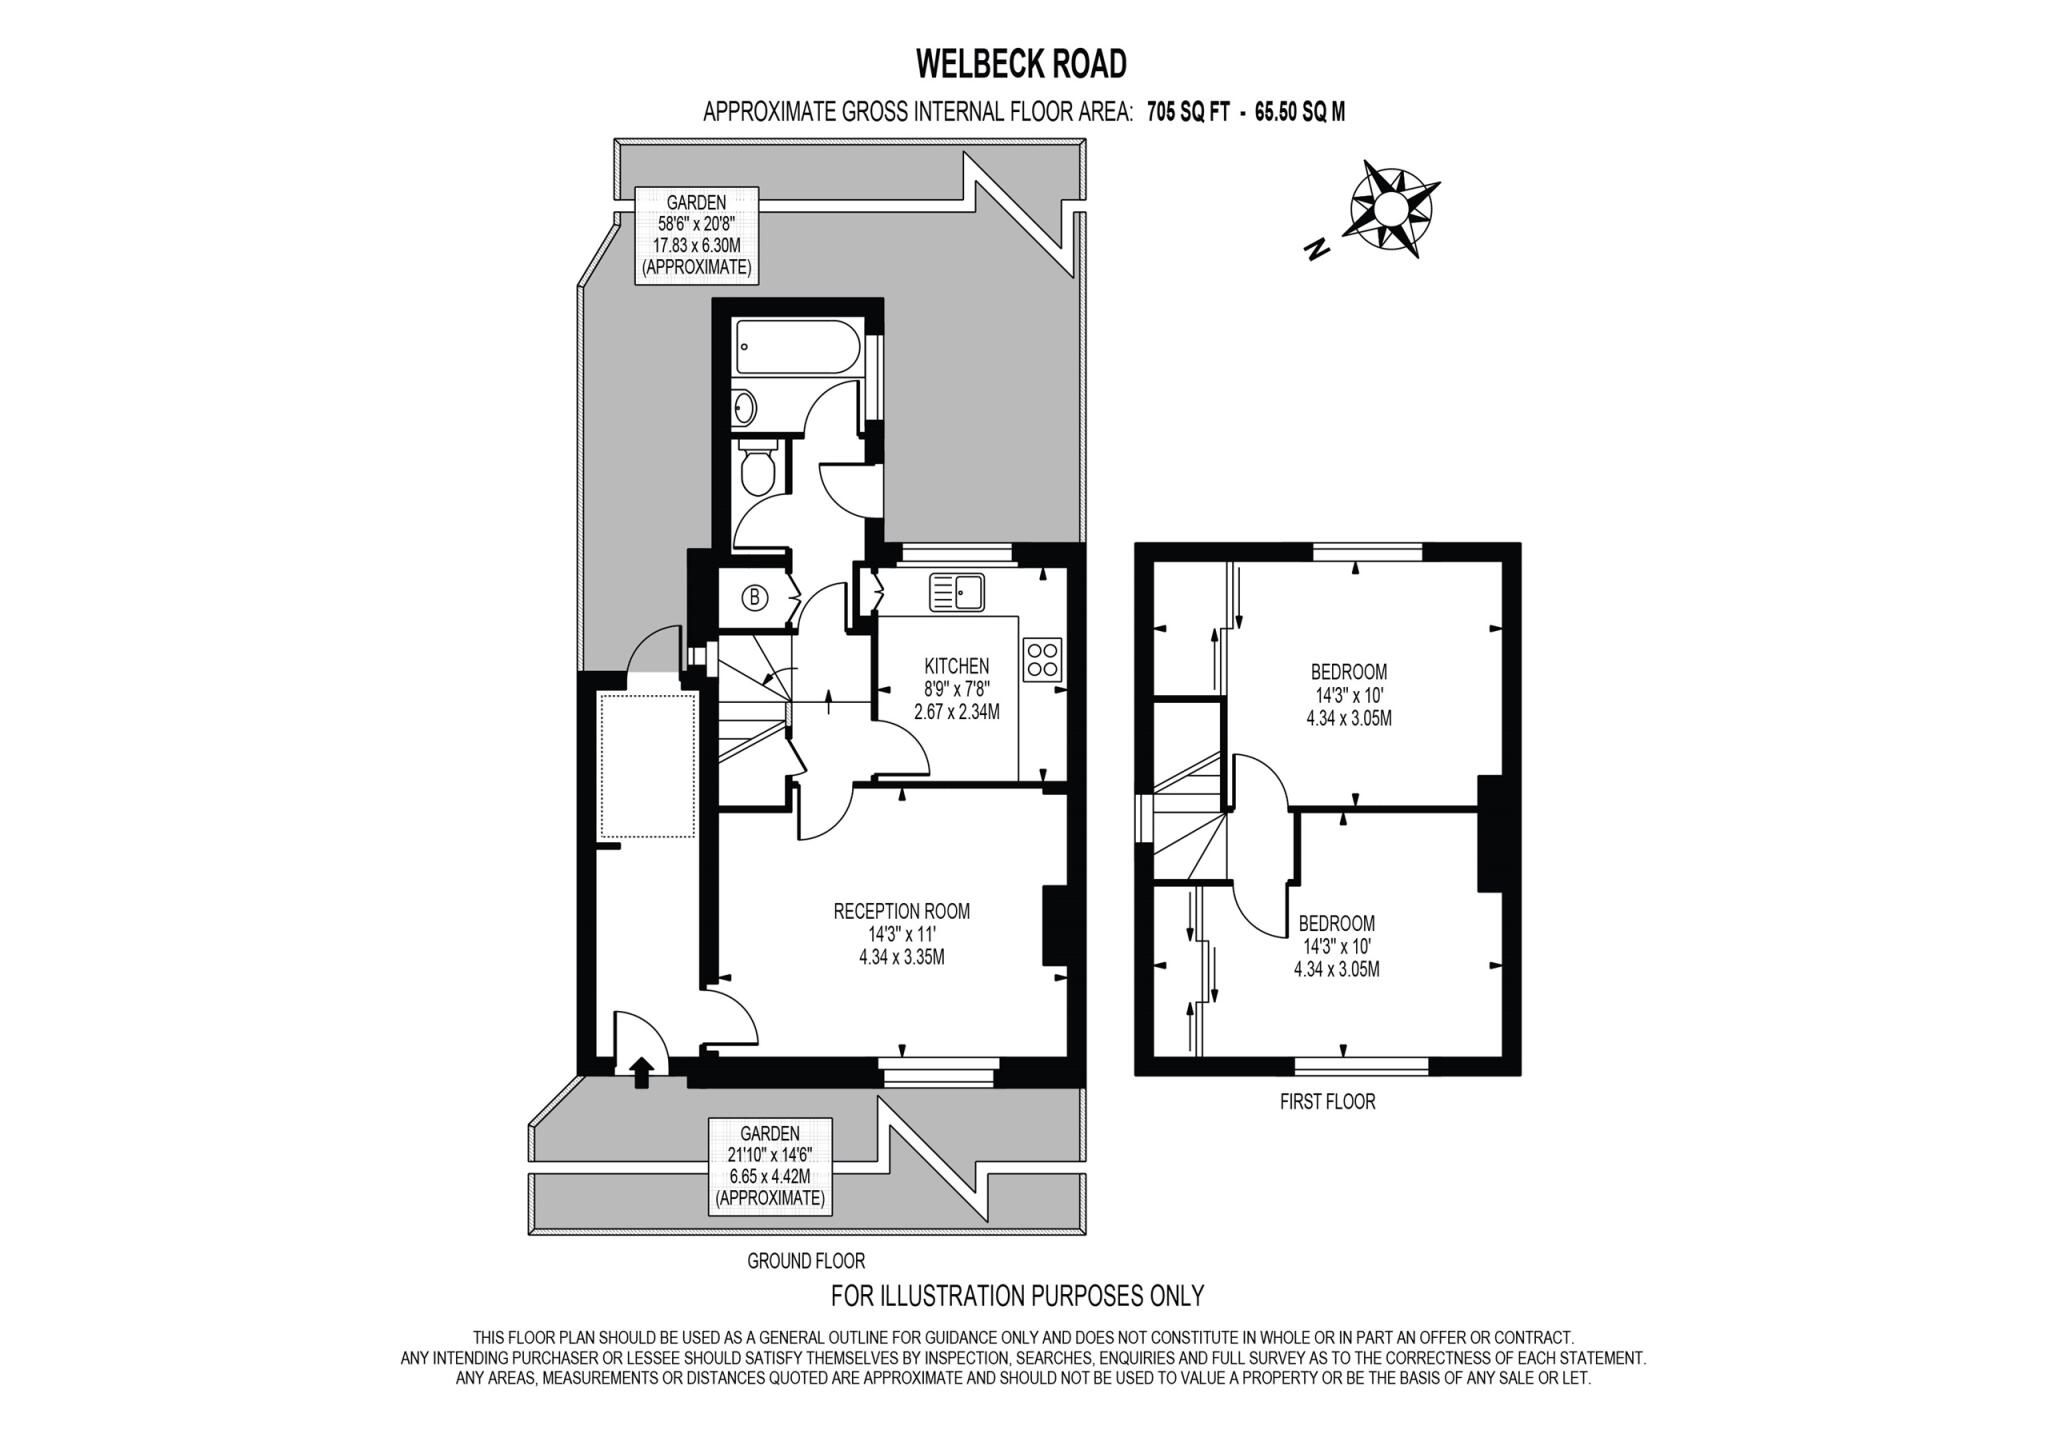 WELBECK ROAD
APPROXIMATE GROSS INTERNAL FLOOR AREA: 705 SQ FT - 65.50 SQ M
GARDEN
58'6" x 20'8"
17.83 x 6.30M
(APPROXIMATE)
N
B
KITCHEN
8'9" x 7'8"
2.67 x 2.34M
RECEPTION ROOM
14'3" x 11'
4.34 x 3.35M
GARDEN
21'10" x 14'6"
6.65 x 4.42M
(APPROXIMATE)
GROUND FLOOR
BEDROOM
14'3" x 10'
4.34 x 3.05M
BEDROOM
14'3" x 10'
4.34 x 3.05M
FIRST FLOOR
FOR ILLUSTRATION PURPOSES ONLY
THIS FLOOR PLAN SHOULD BE USED AS A GENERAL OUTLINE FOR GUIDANCE ONLY AND DOES NOT CONSTITUTE IN WHOLE OR IN PART AN OFFER OR CONTRACT.
ANY INTENDING PURCHASER OR LESSEE SHOULD SATISFY THEMSELVES BY INSPECTION, SEARCHES, ENQUIRIES AND FULL SURVEY AS TO THE CORRECTNESS OF EACH STATEMENT.
ANY AREAS, MEASUREMENTS OR DISTANCES QUOTED ARE APPROXIMATE AND SHOULD NOT BE USED TO VALUE A PROPERTY OR BE THE BASIS OF ANY SALE OR LET.